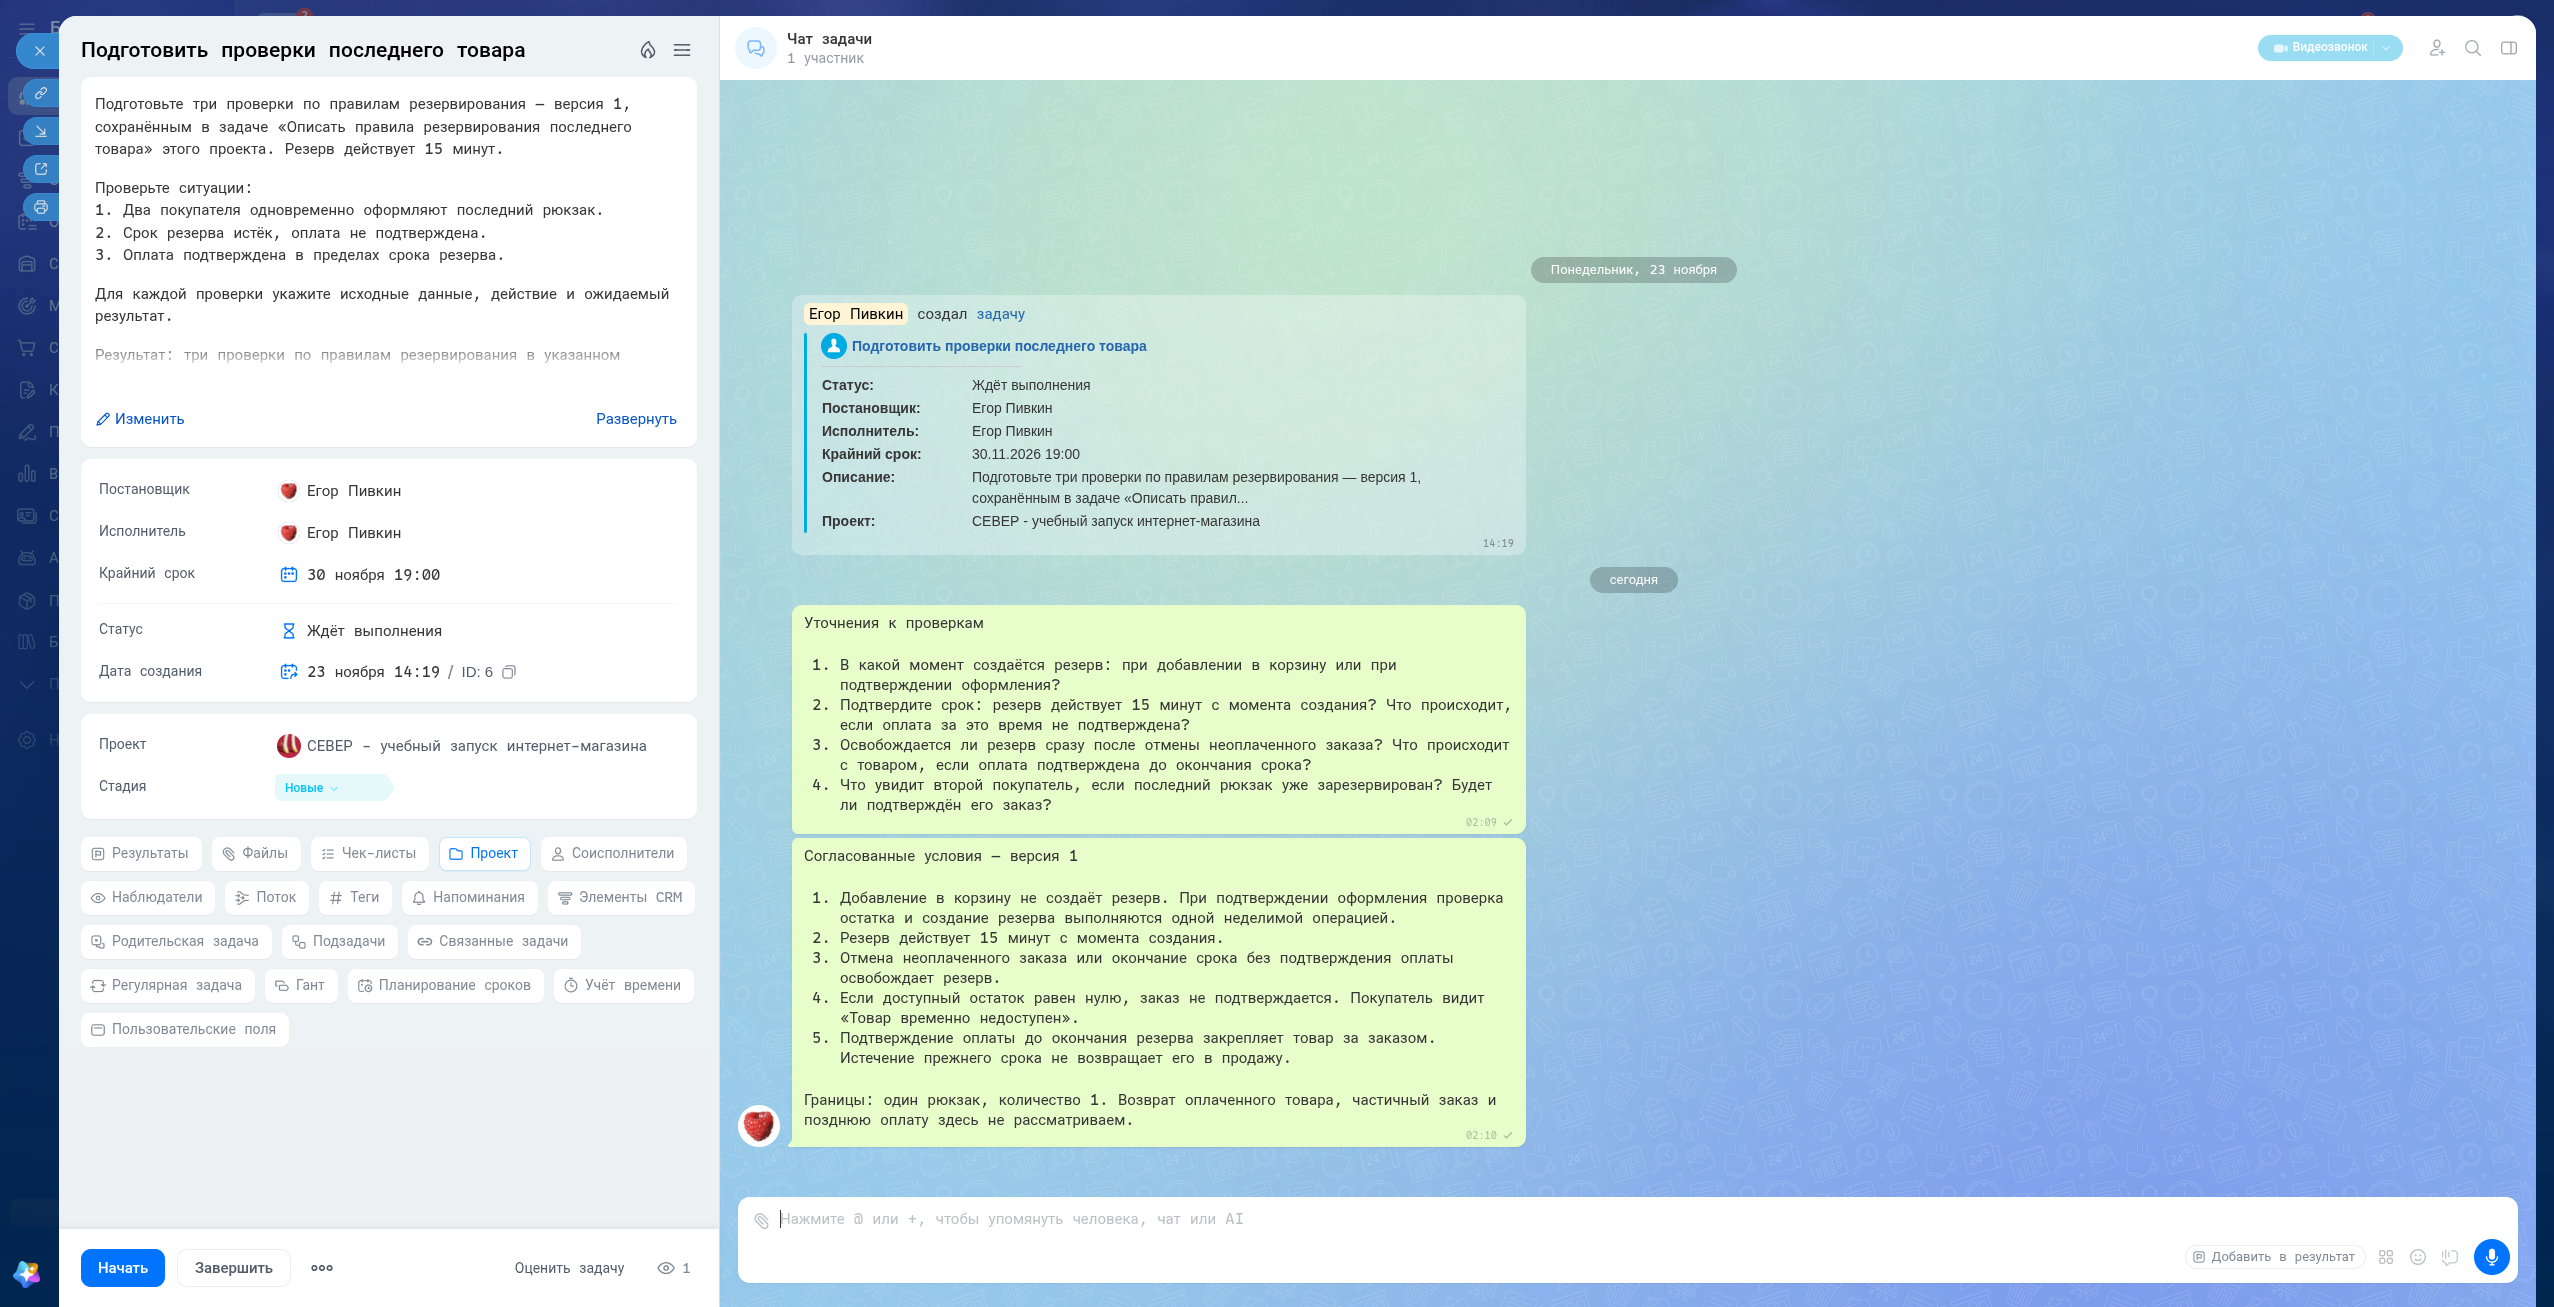 Подготовить проверки последнего товара
Подготовьте три проверки по правилам резервирования — версия 1,
сохранённым в задаче «Описать правила резервирования последнего
товара» этого проекта. Резерв действует 15 минут.
Проверьте ситуации:
1. Два покупателя одновременно оформляют последний рюкзак.
2. Срок резерва истёк, оплата не подтверждена.
3. Оплата подтверждена в пределах срока резерва.
Для каждой проверки укажите исходные данные, действие и ожидаемый
результат.
Результат: три проверки по правилам резервирования в указанном
Изменить
Развернуть
Постановщик
Егор Пивкин
Исполнитель
Егор Пивкин
Крайний срок
30 ноября 19:00
Статус
Ждёт выполнения
Дата создания
23 ноября 14:19 / ID: 6
Проект
СЕВЕР - учебный запуск интернет-магазина
Стадия
Новые
Результаты
Файлы
Чек-листы
Проект
Соисполнители
Наблюдатели
Поток
Теги
Напоминания
Элементы CRM
Родительская задача
Подзадачи
Связанные задачи
Регулярная задача
Гант
Планирование сроков
Учёт времени
Пользовательские поля
Начать
Завершить
Оценить задачу
1
Чат задачи
1 участник
Видеозвонок
Понедельник, 23 ноября
Егор Пивкин создал задачу
Подготовить проверки последнего товара
Статус: Ждёт выполнения
Постановщик: Егор Пивкин
Исполнитель: Егор Пивкин
Крайний срок: 30.11.2026 19:00
Описание: Подготовьте три проверки по правилам резервирования — версия 1,
сохранённым в задаче «Описать правил...
Проект: СЕВЕР - учебный запуск интернет-магазина
14:19
сегодня
Уточнения к проверкам
1. В какой момент создаётся резерв: при добавлении в корзину или при
подтверждении оформления?
2. Подтвердите срок: резерв действует 15 минут с момента создания? Что происходит,
если оплата за это время не подтверждена?
3. Освобождается ли резерв сразу после отмены неоплаченного заказа? Что происходит
с товаром, если оплата подтверждена до окончания срока?
4. Что увидит второй покупатель, если последний рюкзак уже зарезервирован? Будет
ли подтверждён его заказ?
02:09
Согласованные условия — версия 1
1. Добавление в корзину не создаёт резерв. При подтверждении оформления проверка
остатка и создание резерва выполняются одной неделимой операцией.
2. Резерв действует 15 минут с момента создания.
3. Отмена неоплаченного заказа или окончание срока без подтверждения оплаты
освобождает резерв.
4. Если доступный остаток равен нулю, заказ не подтверждается. Покупатель видит
«Товар временно недоступен».
5. Подтверждение оплаты до окончания резерва закрепляет товар за заказом.
Истечение прежнего срока не возвращает его в продажу.
Границы: один рюкзак, количество 1. Возврат оплаченного товара, частичный заказ и
позднюю оплату здесь не рассматриваем.
02:10
Нажмите @ или +, чтобы упомянуть человека, чат или AI
Добавить в результат